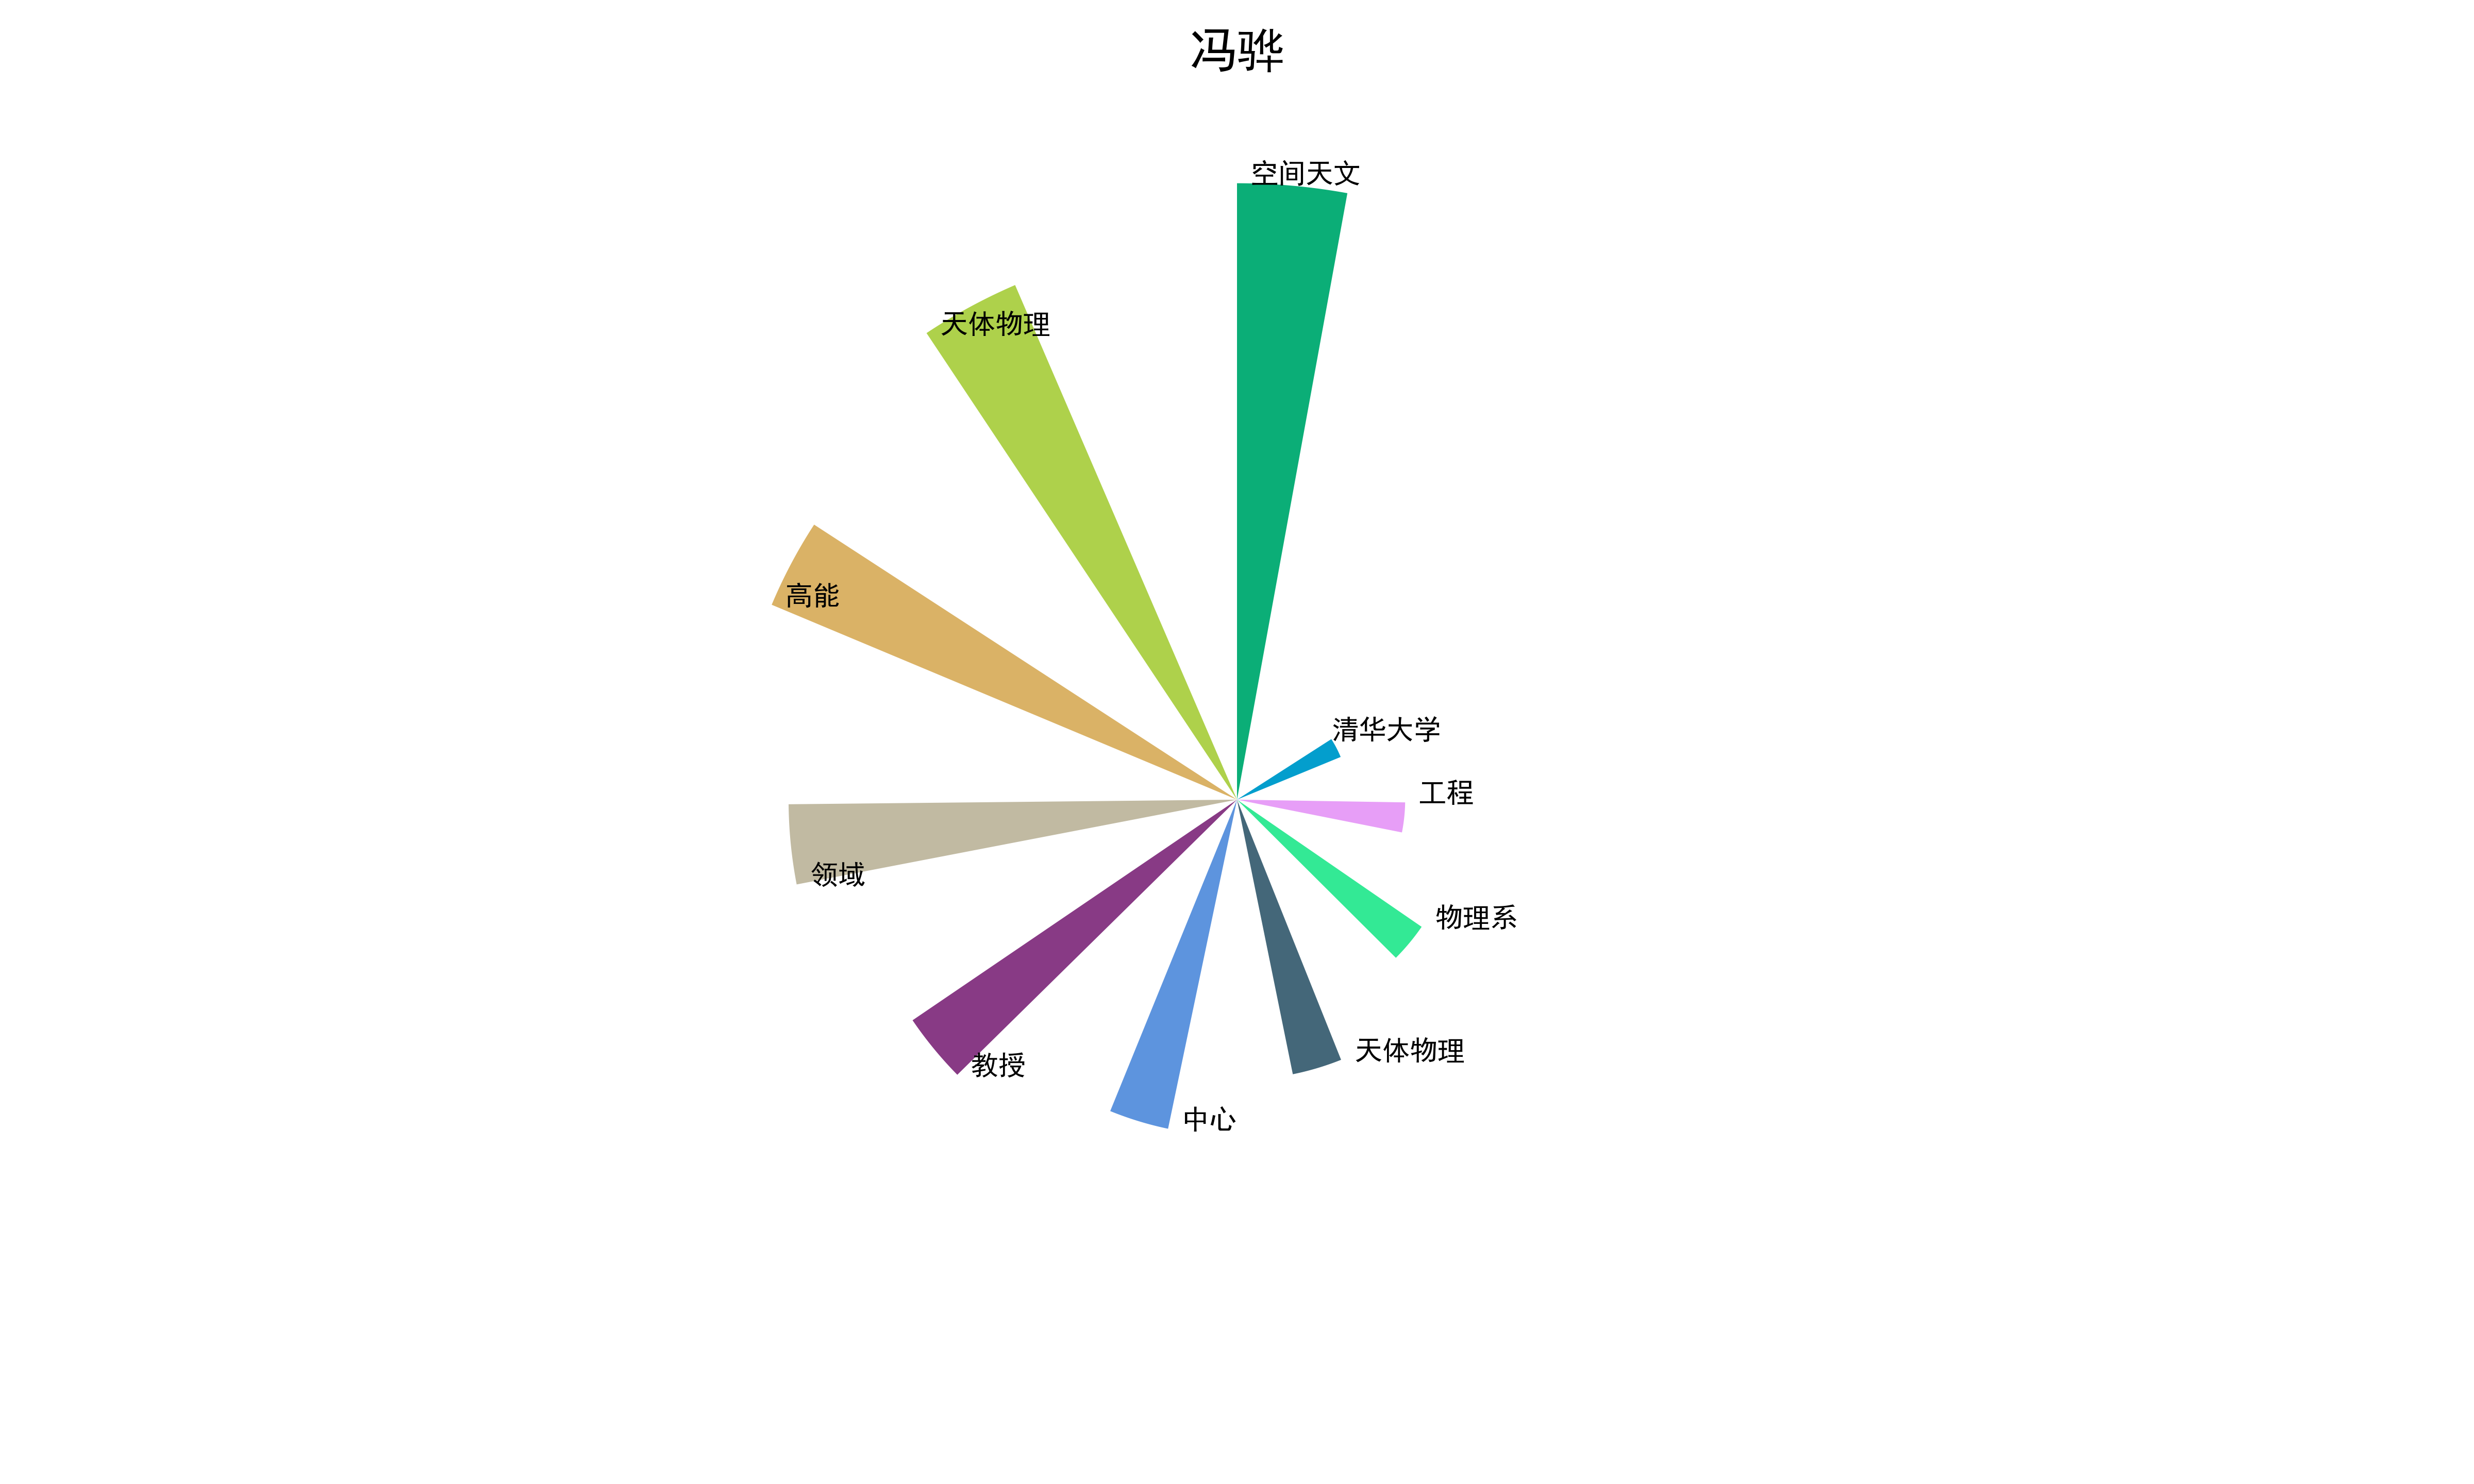 冯骅
空间天文
天体物理
高能
清华大学
工程
领域
物理系
天体物理
教授
中心